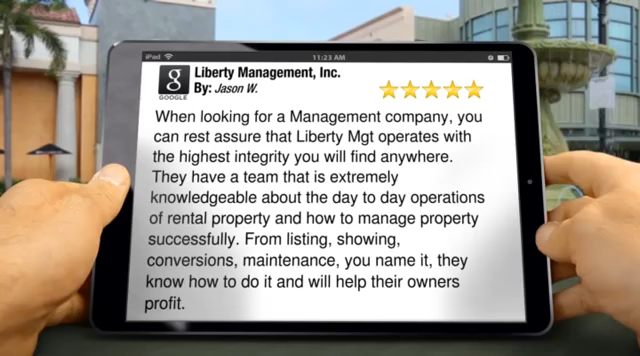 iPad
11:23 AM
g
GOOGLE
Liberty Management, Inc.
By: Jason W.
When looking for a Management company, you
can rest assure that Liberty Mgt operates with
the highest integrity you will find anywhere.
They have a team that is extremely
knowledgeable about the day to day operations
of rental property and how to manage property
successfully. From listing, showing,
conversions, maintenance, you name it, they
know how to do it and will help their owners
profit.